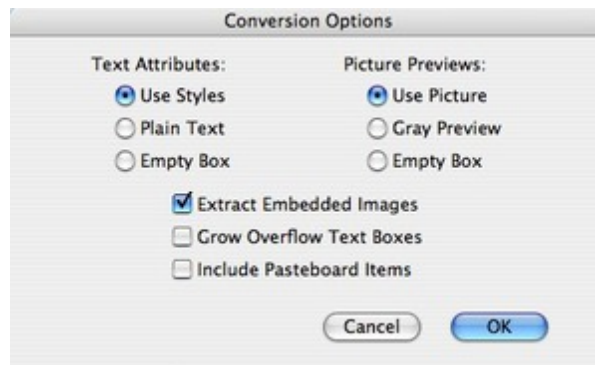 Conversion Options
Text Attributes:
Use Styles
Plain Text
Empty Box
Picture Previews:
Use Picture
Gray Preview
Empty Box
Extract Embedded Images
Grow Overflow Text Boxes
Include Pasteboard Items
Cancel
OK